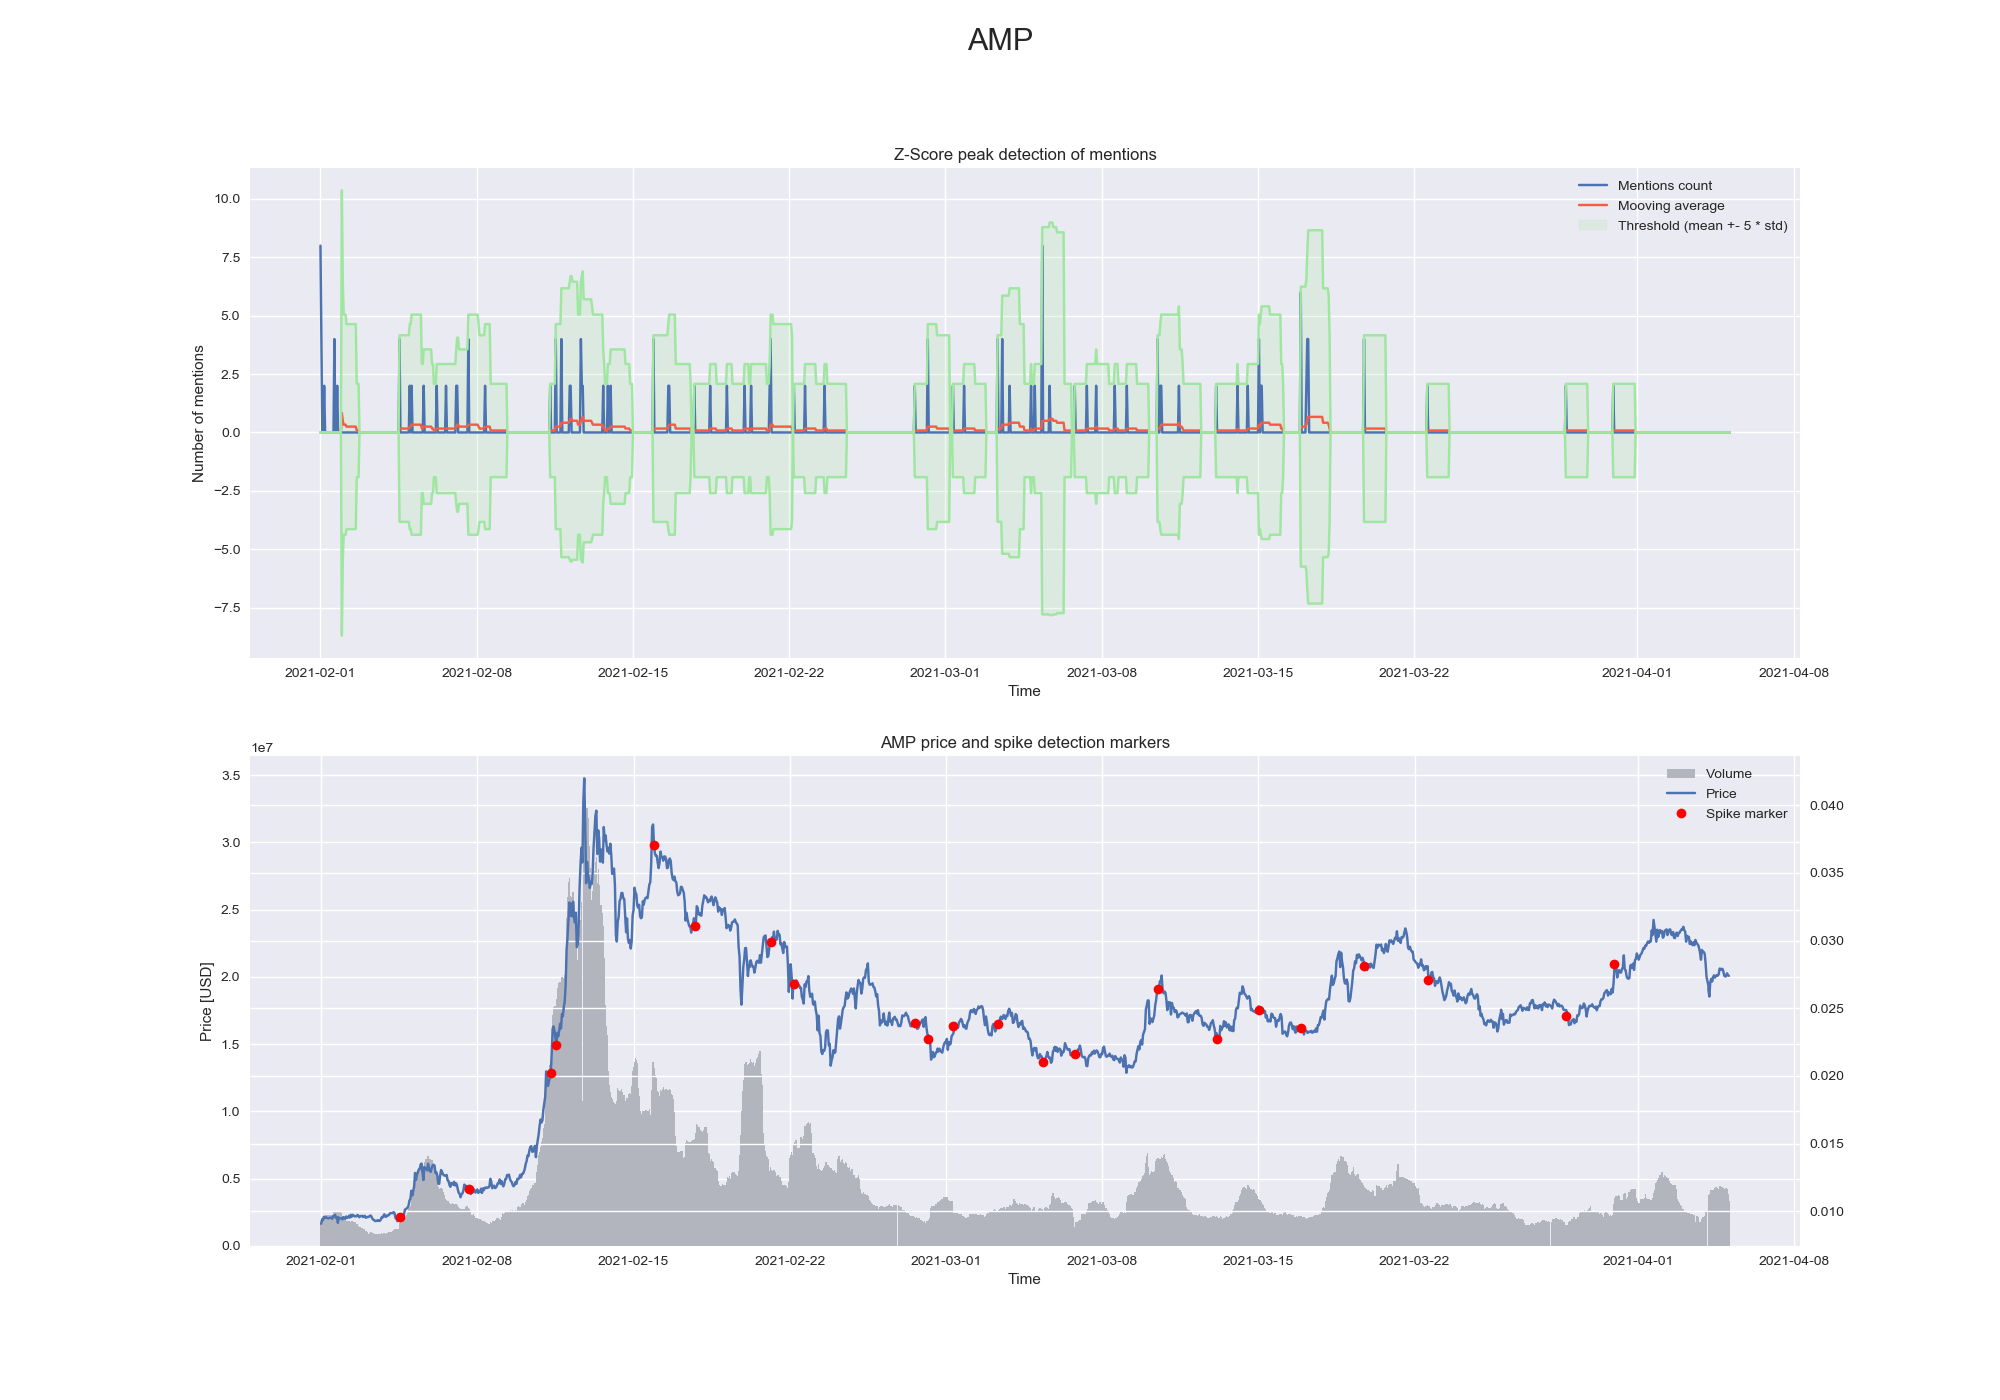 AMP
Z-Score peak detection of mentions
Mentions count
Mooving average
Threshold (mean +- 5 * std)
Number of mentions
10.0
7.5
5.0
2.5
0.0
−2.5
−5.0
−7.5
2021-02-01 2021-02-08 2021-02-15 2021-02-22 2021-03-01 2021-03-08 2021-03-15 2021-03-22 2021-04-01 2021-04-08
Time
AMP price and spike detection markers
1e7
Volume
Price
Spike marker
Price [USD]
3.5
3.0
2.5
2.0
1.5
1.0
0.5
0.0
0.040
0.035
0.030
0.025
0.020
0.015
0.010
2021-02-01 2021-02-08 2021-02-15 2021-02-22 2021-03-01 2021-03-08 2021-03-15 2021-03-22 2021-04-01 2021-04-08
Time